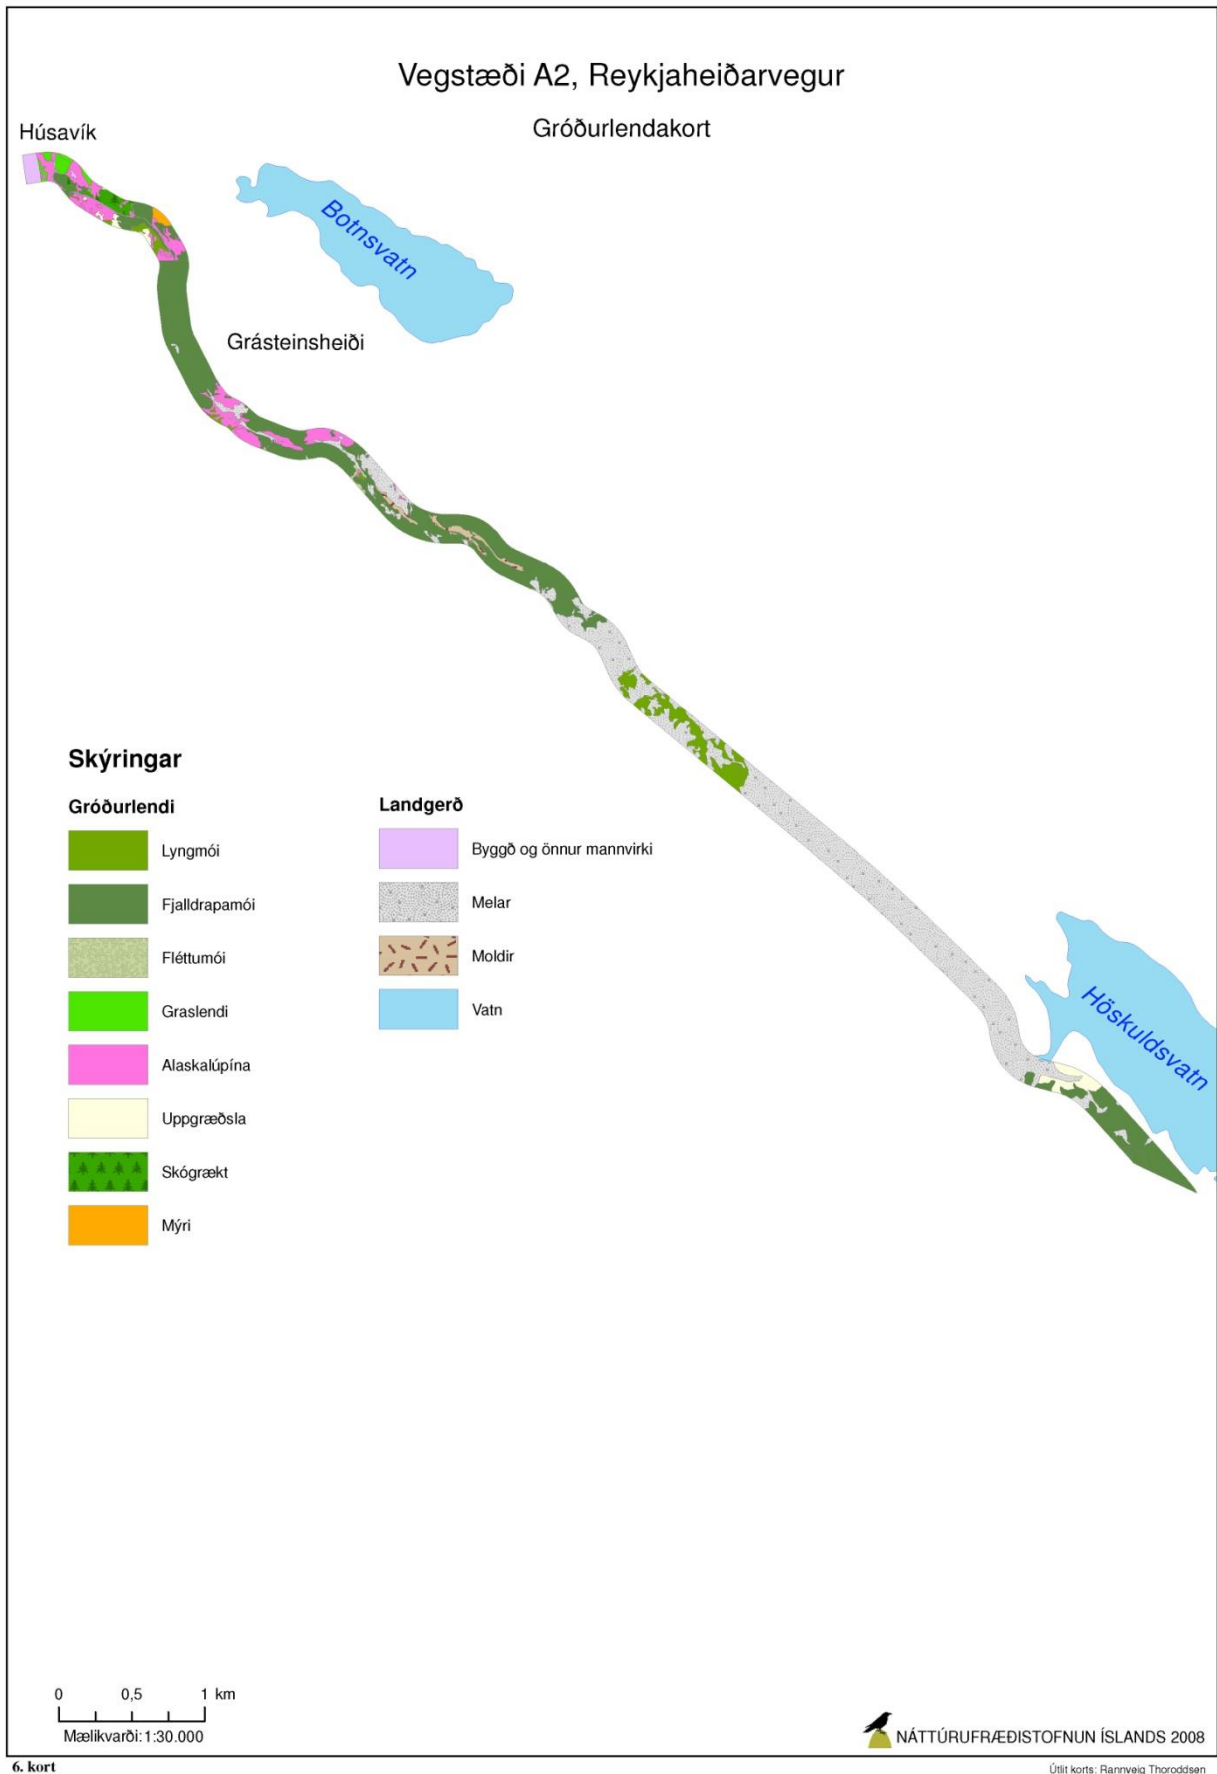 Vegstæði A2, Reykjaheiðarvegur
Gróðurlendakort
Húsavík
Botnsvatn
Grásteinsheiði
Höskuldsvatn
Skýringar
Gróðurlendi
Lyngmói
Fjalldrapamói
Fléttumói
Graslendi
Alaskalúpína
Uppgræðsla
Skógrækt
Mýri
Landgerð
Byggð og önnur mannvirki
Melar
Moldir
Vatn
0 0,5 1 km
Mælikvarði: 1:30.000
NÁTTÚRUFRÆÐISTOFNUN ÍSLANDS 2008
6. kort
Útlit korts: Rannveig Thoroddsen